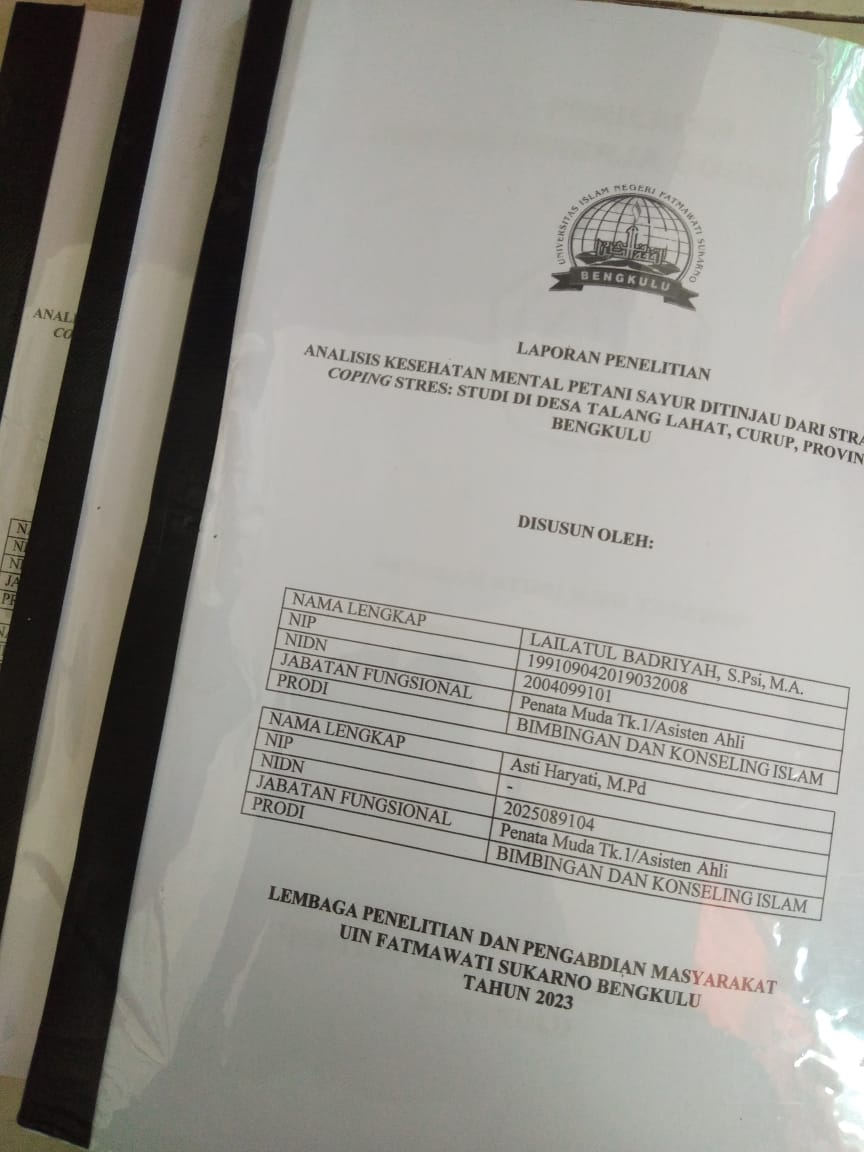 UNIVERSITAS ISLAM NEGERI FATMAWATI SUKARNO
BENGKULU
LAPORAN PENELITIAN
ANALISIS KESEHATAN MENTAL PETANI SAYUR DITINJAU DARI STRA
COPING STRES: STUDI DI DESA TALANG LAHAT, CURUP, PROVIN
BENGKULU
DISUSUN OLEH:
NAMA LENGKAP LAILATUL BADRIYAH, S.Psi, M.A.
NIP 199109042019032008
NIDN 2004099101
JABATAN FUNGSIONAL Penata Muda Tk.1/Asisten Ahli
PRODI BIMBINGAN DAN KONSELING ISLAM
NAMA LENGKAP Asti Haryati, M.Pd
NIP -
NIDN 2025089104
JABATAN FUNGSIONAL Penata Muda Tk.1/Asisten Ahli
PRODI BIMBINGAN DAN KONSELING ISLAM
LEMBAGA PENELITIAN DAN PENGABDIAN MASYARAKAT
UIN FATMAWATI SUKARNO BENGKULU
TAHUN 2023
ANAL
CO